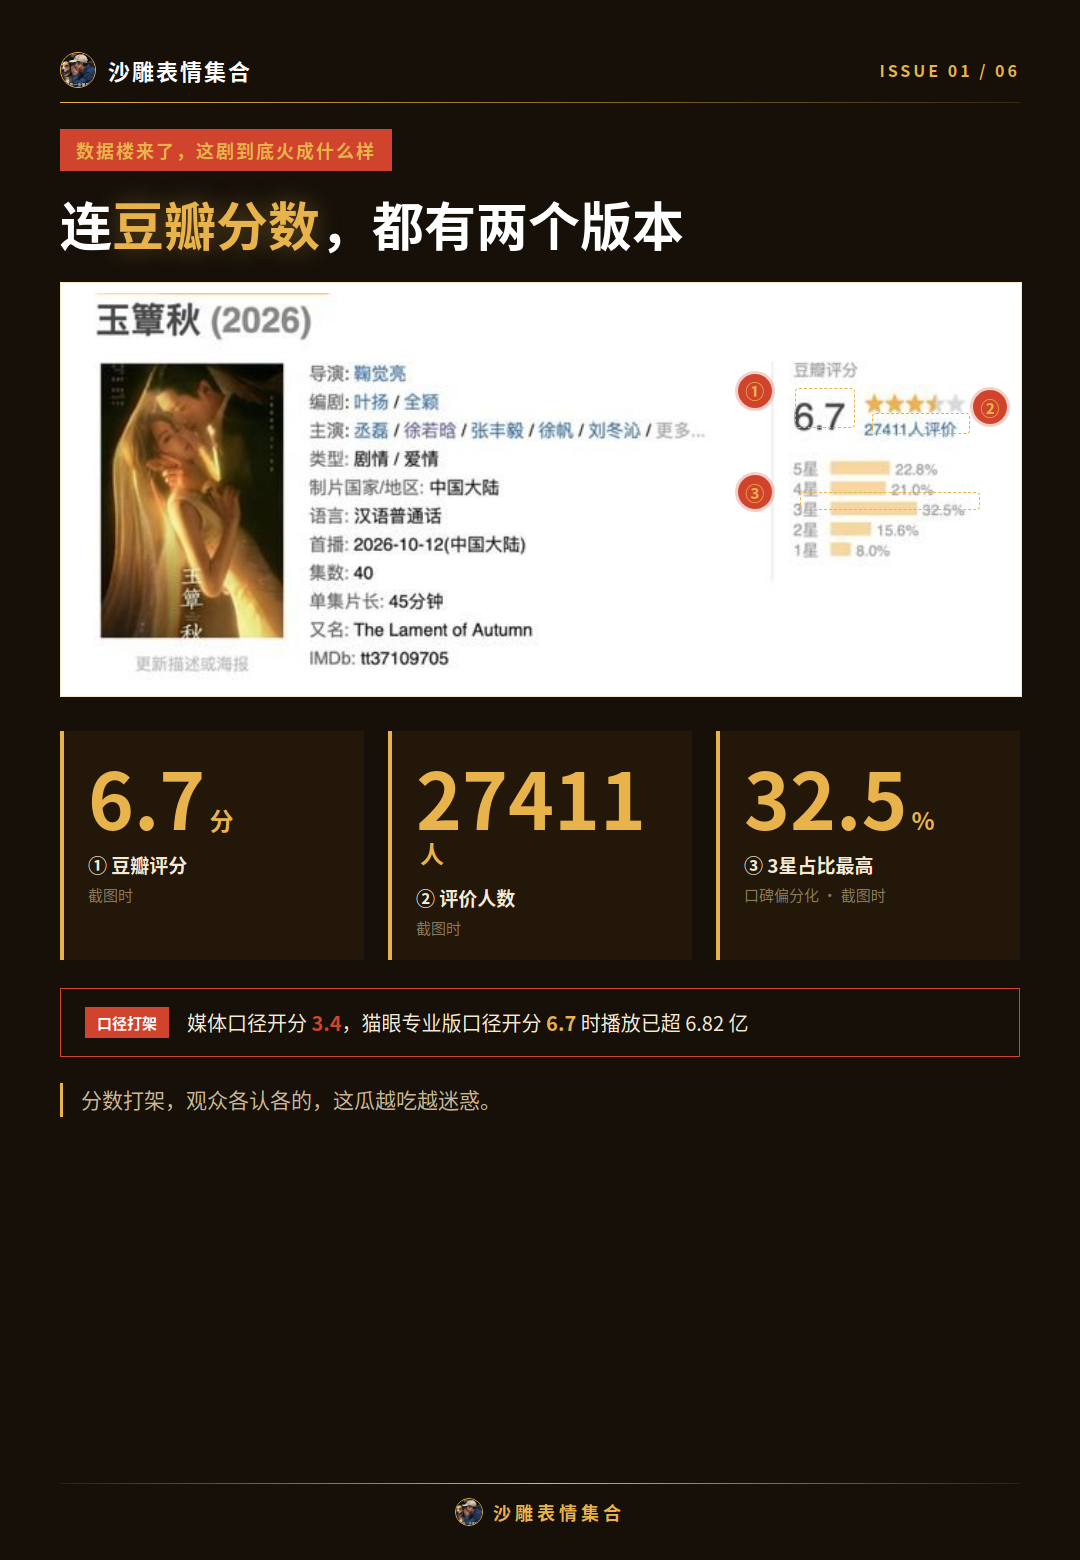 沙雕表情集合
ISSUE 01 / 06
数据楼来了，这剧到底火成什么样
连豆瓣分数，都有两个版本
玉簟秋 (2026)
导演: 鞠觉亮
编剧: 叶扬 / 全颖
主演: 丞磊 / 徐若晗 / 张丰毅 / 徐帆 / 刘冬沁 / 更多...
类型: 剧情 / 爱情
制片国家/地区: 中国大陆
语言: 汉语普通话
首播: 2026-10-12(中国大陆)
集数: 40
单集片长: 45分钟
又名: The Lament of Autumn
IMDb: tt37109705
玉簟秋
更新描述或海报
豆瓣评分
①
6.7
②
27411人评价
5星 22.8%
4星 21.0%
③
3星 32.5%
2星 15.6%
1星 8.0%
6.7 分
① 豆瓣评分
截图时
27411
人
② 评价人数
截图时
32.5 %
③ 3星占比最高
口碑偏分化 · 截图时
口径打架 媒体口径开分 3.4，猫眼专业版口径开分 6.7 时播放已超 6.82 亿
分数打架，观众各认各的，这瓜越吃越迷惑。
沙雕表情集合